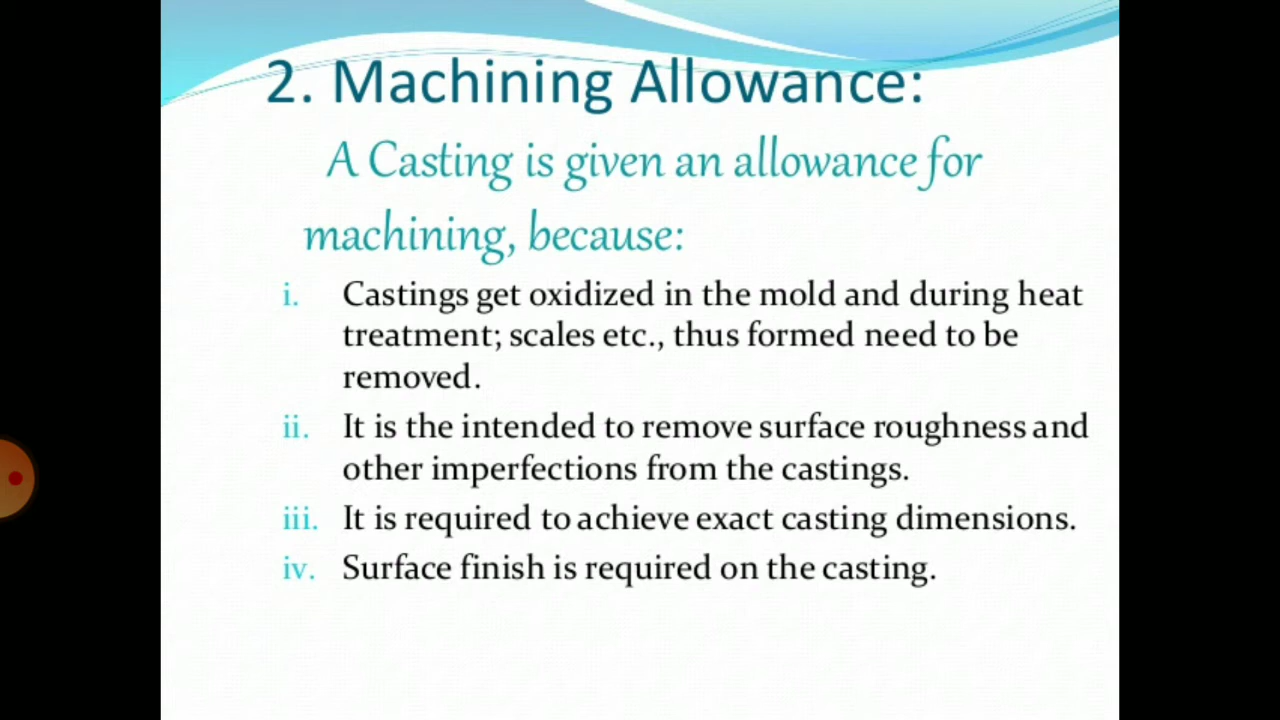 2. Machining Allowance:
A Casting is given an allowance for
machining, because:
i. Castings get oxidized in the mold and during heat
treatment; scales etc., thus formed need to be
removed.
ii. It is the intended to remove surface roughness and
other imperfections from the castings.
iii. It is required to achieve exact casting dimensions.
iv. Surface finish is required on the casting.